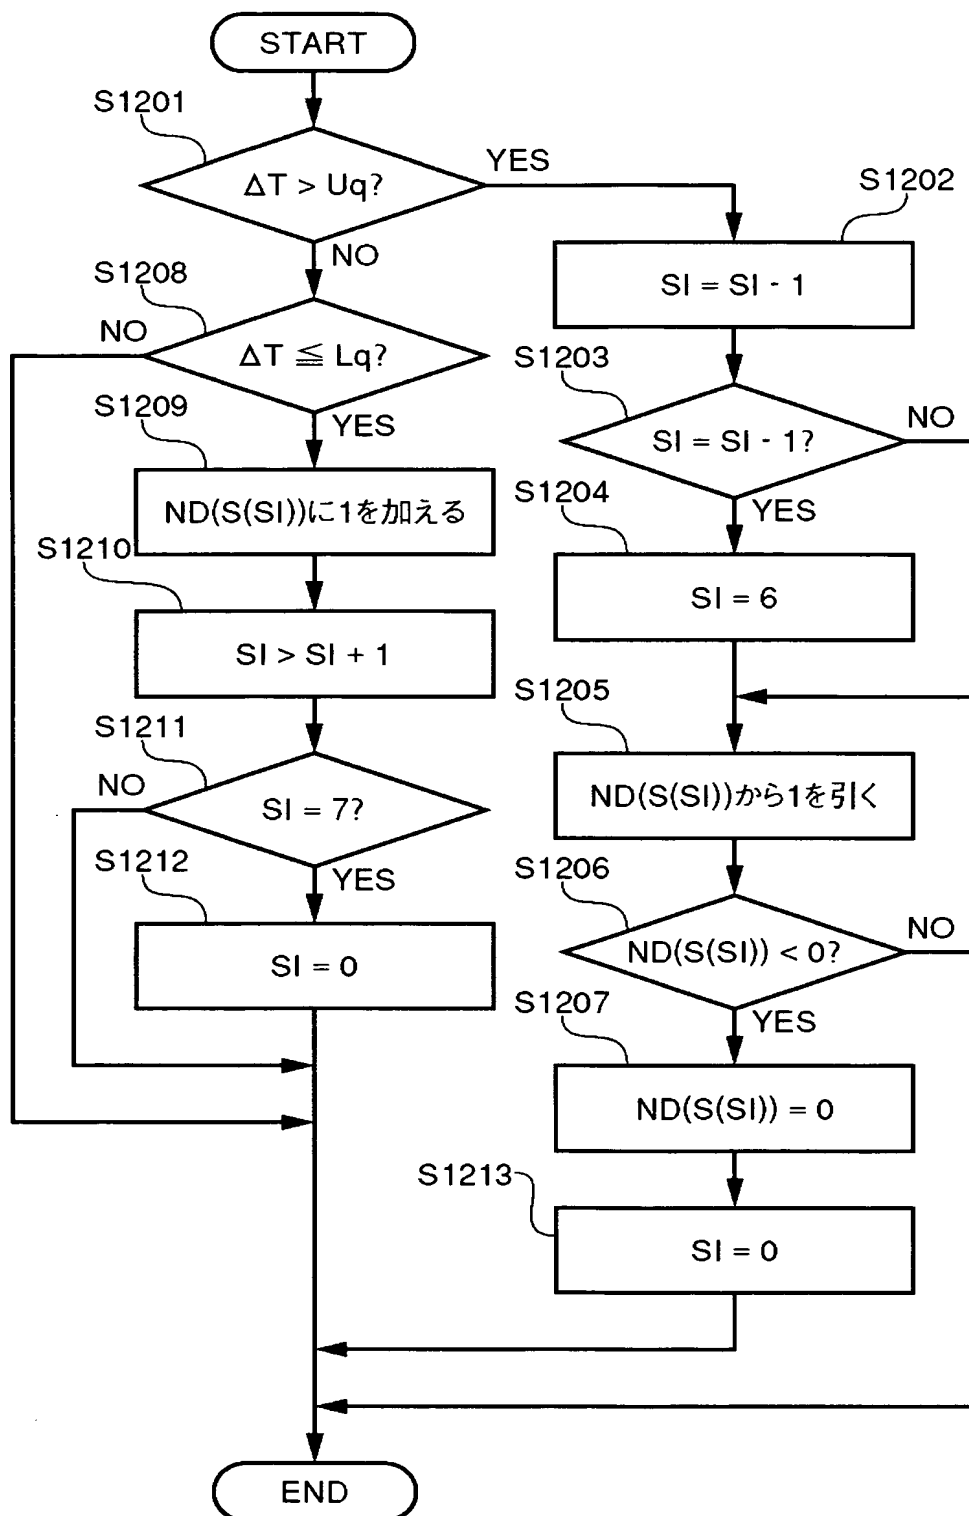 START
S1201
ΔT > Uq?
YES
NO
S1202
SI = SI - 1
S1208
NO
ΔT ≦ Lq?
YES
S1203
SI = SI - 1?
NO
YES
S1209
ND(S(SI))に1を加える
S1204
SI = 6
S1210
SI > SI + 1
S1205
ND(S(SI))から1を引く
S1211
NO
SI = 7?
YES
S1206
ND(S(SI)) < 0?
NO
YES
S1212
SI = 0
S1207
ND(S(SI)) = 0
S1213
SI = 0
END